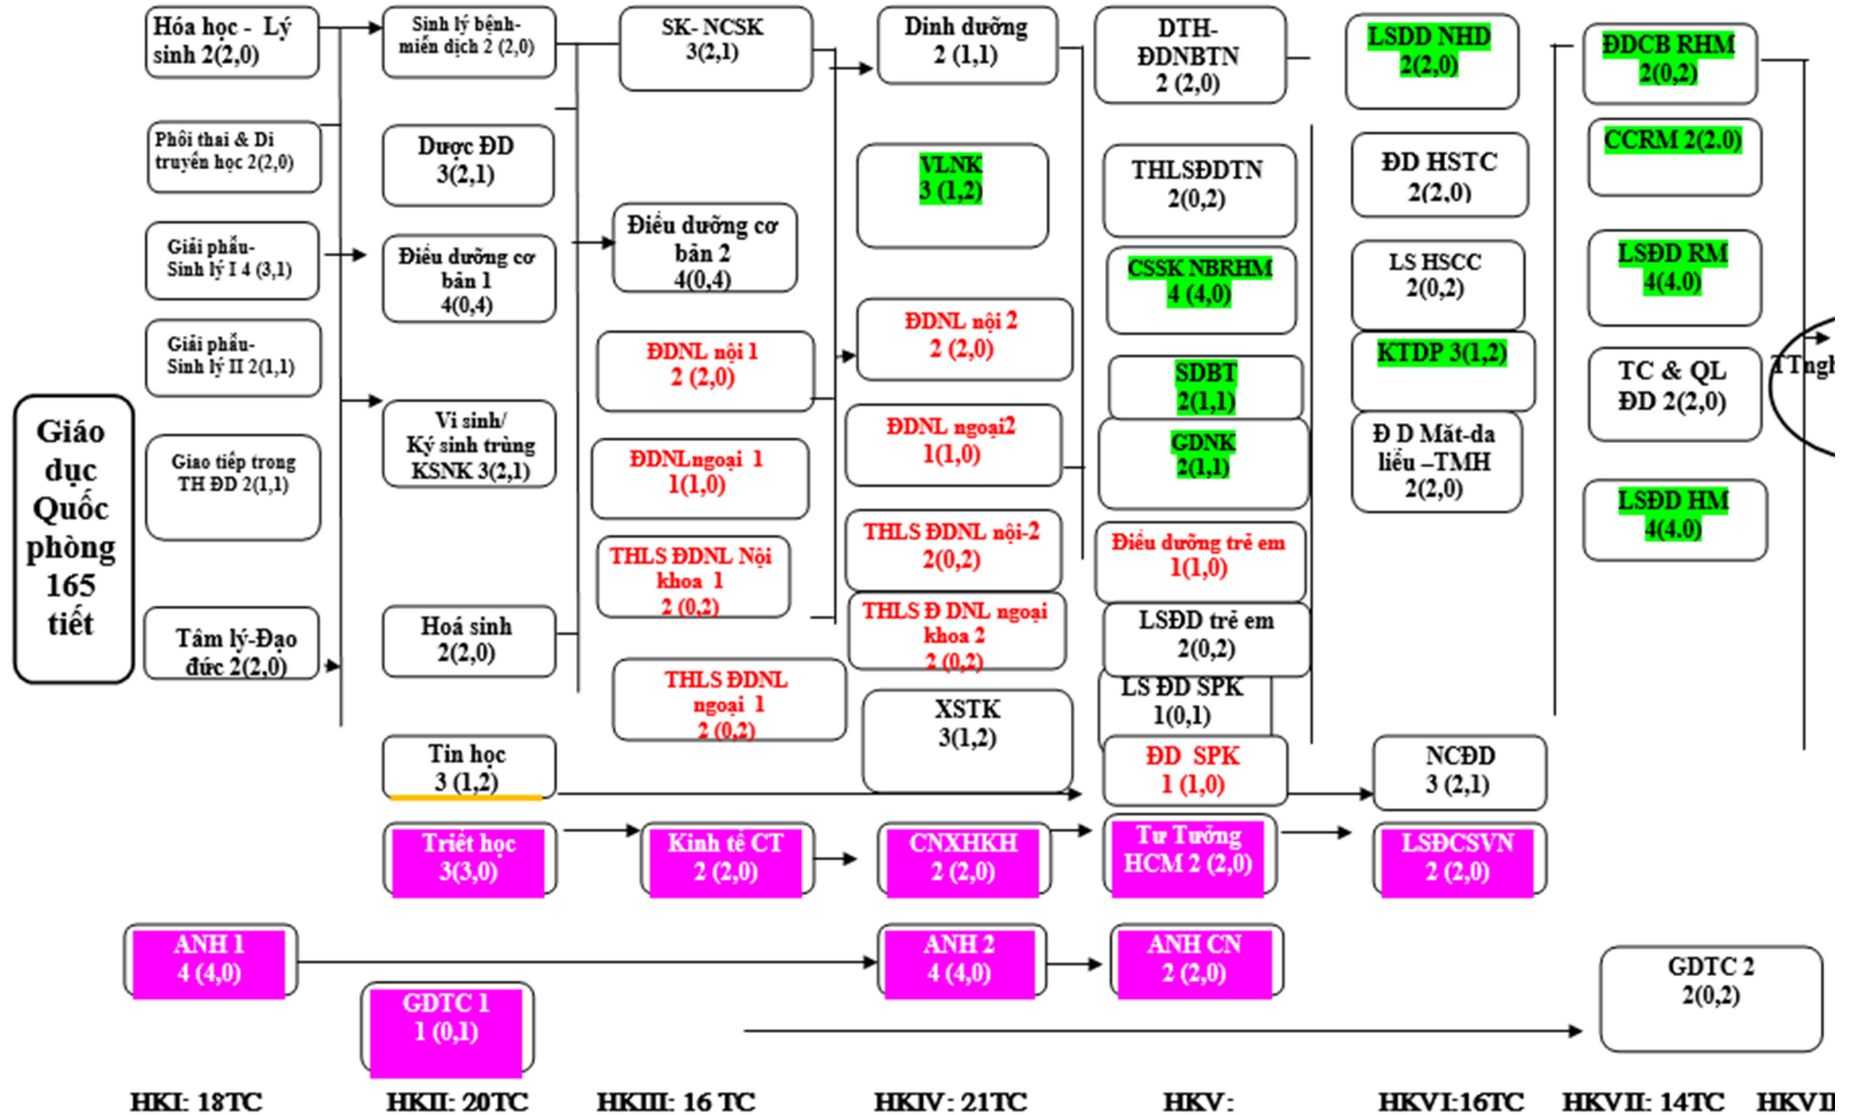 Giáo
dục
Quốc
phòng
165
tiết
Hóa học - Lý
sinh 2(2,0)
Phôi thai & Di
truyền học 2(2,0)
Giải phẫu-
Sinh lý I 4 (3,1)
Giải phẫu-
Sinh lý II 2(1,1)
Giao tiếp trong
TH ĐD 2(1,1)
Tâm lý-Đạo
đức 2(2,0)
ANH 1
4 (4,0)
HKI: 18TC
Sinh lý bệnh-
miễn dịch 2 (2,0)
Dược ĐD
3(2,1)
Điều dưỡng cơ
bản 1
4(0,4)
Vi sinh/
Ký sinh trùng
KSNK 3(2,1)
Hoá sinh
2(2,0)
Tin học
3 (1,2)
Triết học
3(3,0)
GDTC 1
1 (0,1)
HKII: 20TC
SK- NCSK
3(2,1)
Điều dưỡng cơ
bản 2
4(0,4)
ĐDNL nội 1
2 (2,0)
ĐDNLngoại 1
1(1,0)
THLS ĐDNL Nội
khoa 1
2 (0,2)
THLS ĐDNL
ngoại 1
2 (0,2)
Kinh tế CT
2 (2,0)
HKIII: 16 TC
Dinh dưỡng
2 (1,1)
VLNK
3 (1,2)
ĐDNL nội 2
2 (2,0)
ĐDNL ngoại2
1(1,0)
THLS ĐDNL nội-2
2(0,2)
THLS Đ DNL ngoại
khoa 2
2 (0,2)
XSTK
3(1,2)
CNXHKH
2 (2,0)
ANH 2
4 (4,0)
HKIV: 21TC
DTH-
ĐDNBTN
2 (2,0)
THLSĐDTN
2(0,2)
CSSK NBRHM
4 (4,0)
SDBT
2(1,1)
GDNK
2(1,1)
Điều dưỡng trẻ em
1(1,0)
LSĐD trẻ em
2(0,2)
LS ĐD SPK
1(0,1)
ĐD SPK
1 (1,0)
Tư Tưởng
HCM 2 (2,0)
ANH CN
2 (2,0)
HKV:
LSDD NHD
2(2,0)
ĐD HSTC
2(2,0)
LS HSCC
2(0,2)
KTDP 3(1,2)
Đ D Mắt-da
liễu –TMH
2(2,0)
NCĐD
3 (2,1)
LSĐCSVN
2 (2,0)
HKVI:16TC
ĐDCB RHM
2(0,2)
CCRM 2(2.0)
LSĐD RM
4(4.0)
TC & QL
ĐD 2(2,0)
LSĐD HM
4(4.0)
GDTC 2
2(0,2)
HKVII: 14TC
TTngh
HKVII